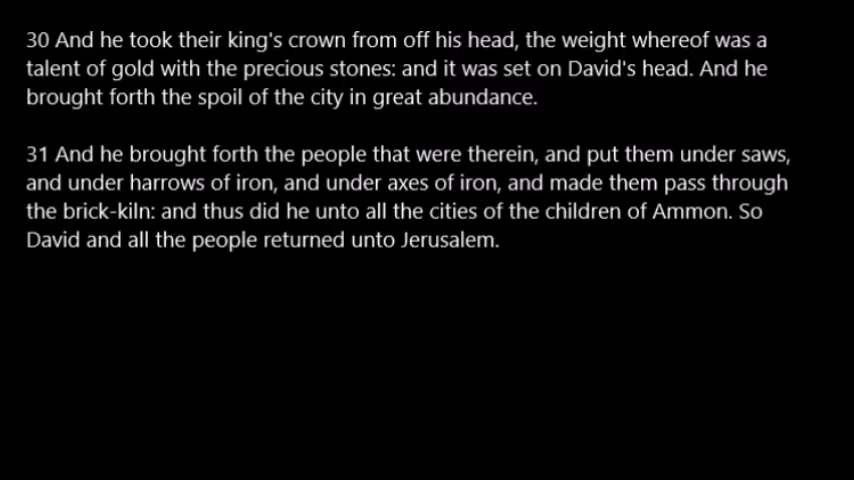 30 And he took their king's crown from off his head, the weight whereof was a
talent of gold with the precious stones: and it was set on David's head. And he
brought forth the spoil of the city in great abundance.
31 And he brought forth the people that were therein, and put them under saws,
and under harrows of iron, and under axes of iron, and made them pass through
the brick-kiln: and thus did he unto all the cities of the children of Ammon. So
David and all the people returned unto Jerusalem.